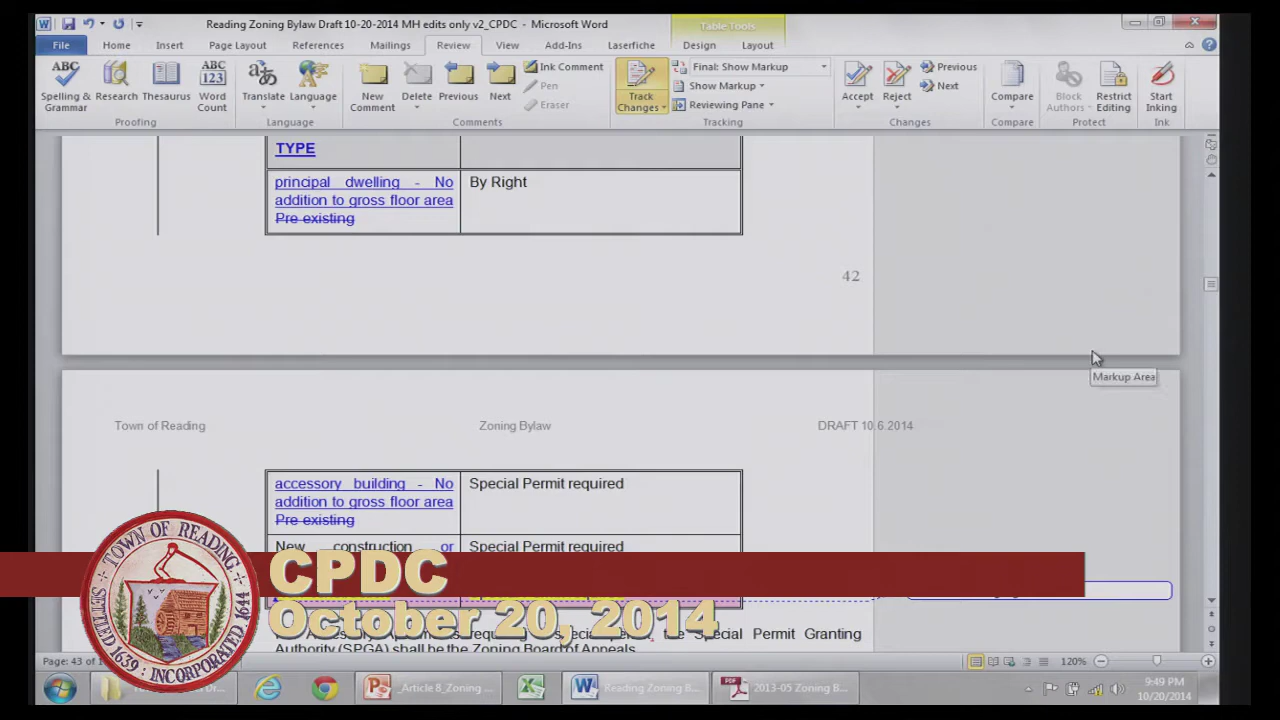 Reading Zoning Bylaw Draft 10-20-2014 MH edits only v2_CPDC - Microsoft Word
Table Tools
File Home Insert Page Layout References Mailings Review View Add-Ins Laserfiche Design Layout
Spelling & Grammar
Research
Thesaurus
Word Count
Translate
Language
New Comment
Delete
Previous
Next
Ink Comment
Pen
Eraser
Track Changes
Final: Show Markup
Show Markup
Reviewing Pane
Accept
Reject
Previous
Next
Compare
Block Authors
Restrict Editing
Start Inking
Proofing Language Comments Tracking Changes Compare Protect Ink
TYPE
principal dwelling - No
addition to gross floor area
Pre existing
By Right
42
Markup Area
Town of Reading Zoning Bylaw DRAFT 10.6.2014
accessory building - No
addition to gross floor area
Pre existing
Special Permit required
New construction or
Special Permit required
Special Permit Granting
Authority (SPGA) shall be the Zoning Board of Appeals
TOWN OF READING
SETTLED 1639 INCORPORATED 1644
CPDC
October 20, 2014
Page: 43 of 1
120%
_Article 8_Zoning ...
Reading Zoning B...
2013-05 Zoning B...
9:49 PM
10/20/2014